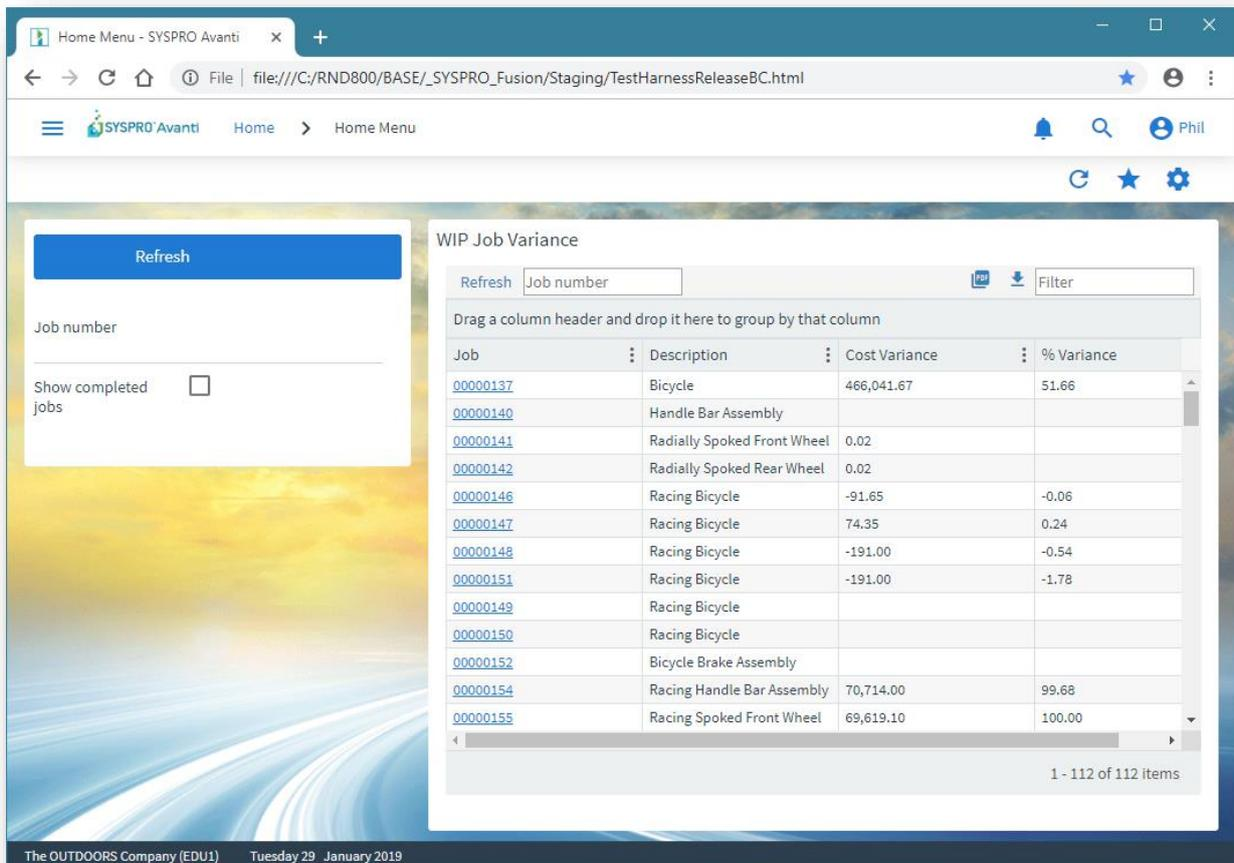 Home Menu - SYSPRO Avanti
File file:///C:/RND800/BASE/_SYSPRO_Fusion/Staging/TestHarnessReleaseBC.html
SYSPRO Avanti Home > Home Menu Phil
Refresh
Job number
Show completed
jobs
WIP Job Variance
Refresh Job number PDF Filter
Drag a column header and drop it here to group by that column
Job Description Cost Variance % Variance
00000137 Bicycle 466,041.67 51.66
00000140 Handle Bar Assembly
00000141 Radially Spoked Front Wheel 0.02
00000142 Radially Spoked Rear Wheel 0.02
00000146 Racing Bicycle -91.65 -0.06
00000147 Racing Bicycle 74.35 0.24
00000148 Racing Bicycle -191.00 -0.54
00000151 Racing Bicycle -191.00 -1.78
00000149 Racing Bicycle
00000150 Racing Bicycle
00000152 Bicycle Brake Assembly
00000154 Racing Handle Bar Assembly 70,714.00 99.68
00000155 Racing Spoked Front Wheel 69,619.10 100.00
1 - 112 of 112 items
The OUTDOORS Company (EDU1) Tuesday 29 January 2019